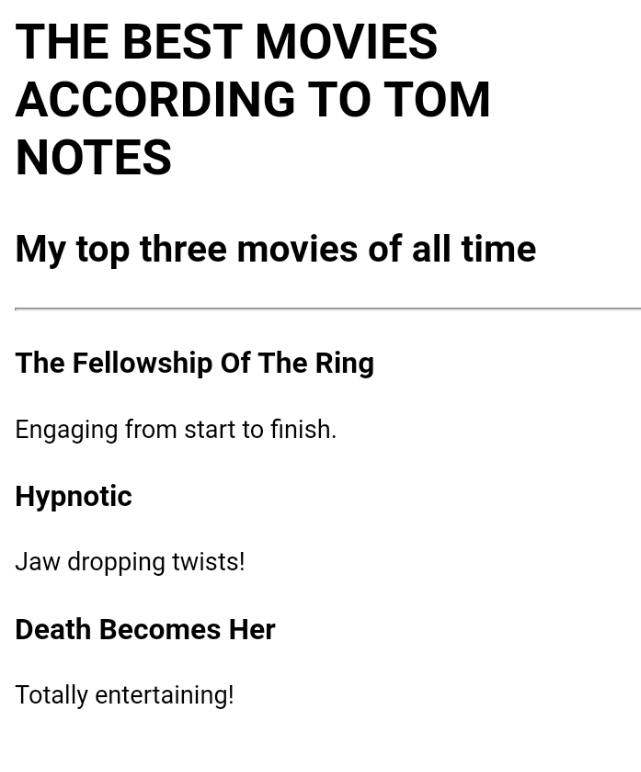 THE BEST MOVIES
ACCORDING TO TOM
NOTES
My top three movies of all time
The Fellowship Of The Ring
Engaging from start to finish.
Hypnotic
Jaw dropping twists!
Death Becomes Her
Totally entertaining!